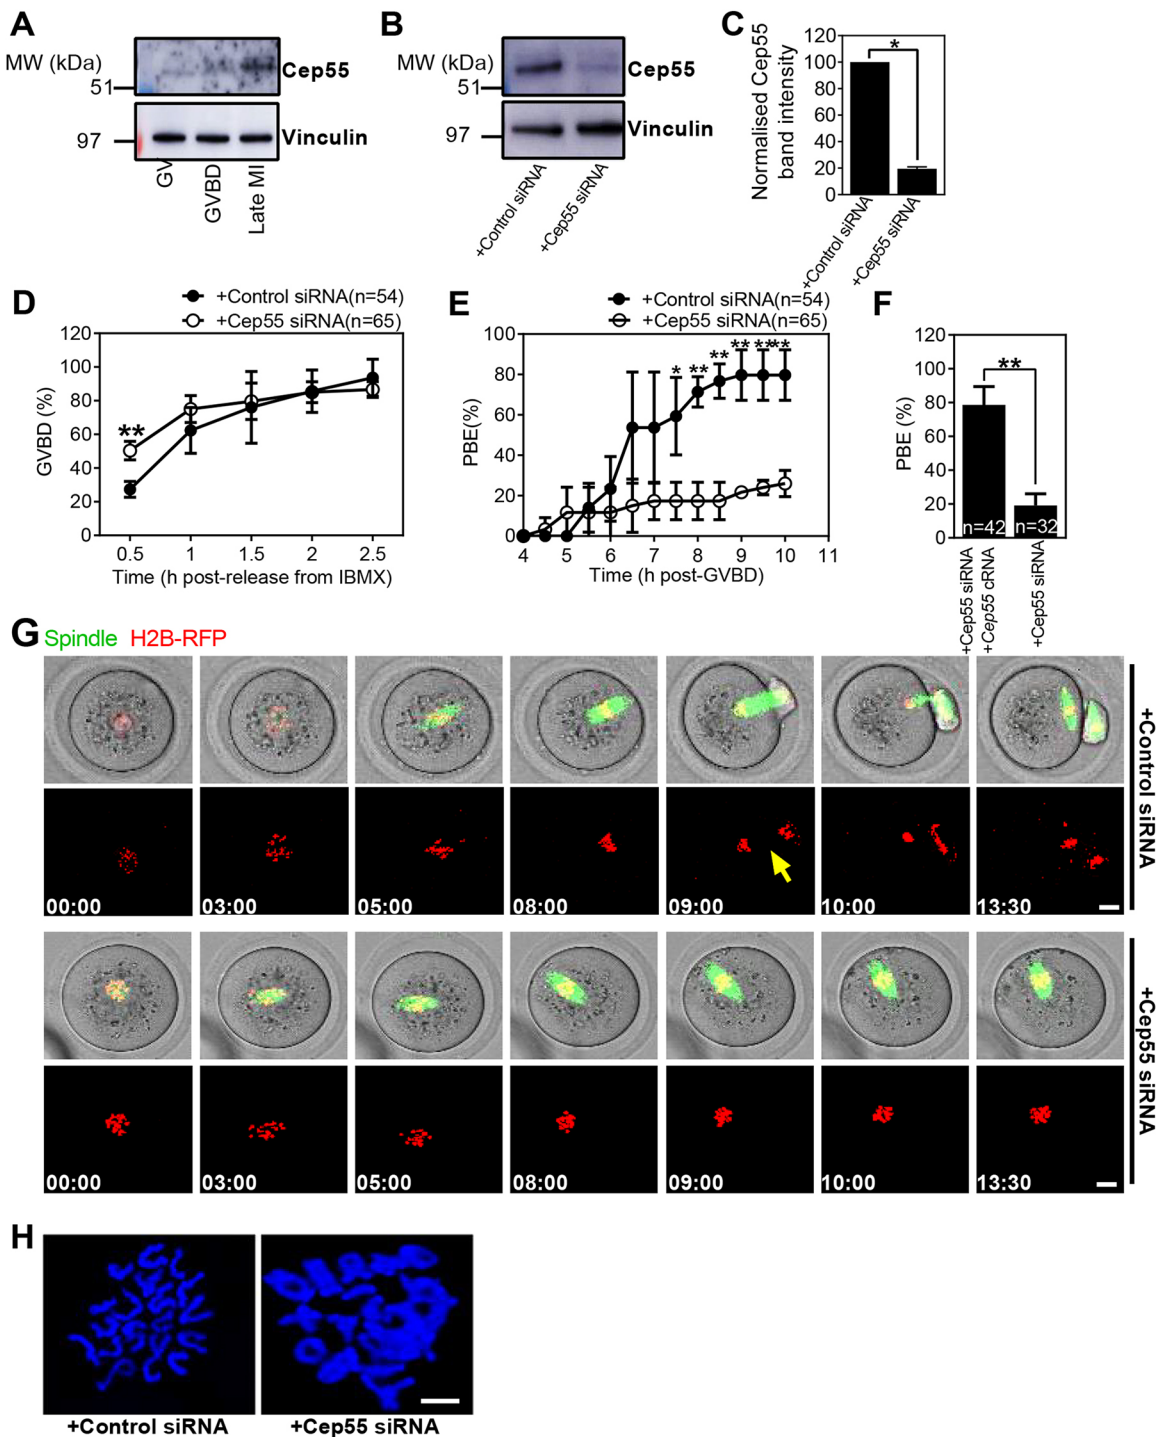 A
MW (kDa)
51
Cep55
97
Vinculin
GV
GVBD
Late MI
B
MW (kDa)
51
Cep55
97
Vinculin
+Control siRNA
+Cep55 siRNA
C
Normalised Cep55
band intensity
120
100
80
60
40
20
0
*
+Control siRNA
+Cep55 siRNA
D
+Control siRNA(n=54)
+Cep55 siRNA(n=65)
GVBD (%)
120
100
80
60
40
20
0
**
0.5 1 1.5 2 2.5
Time (h post-release from IBMX)
E
+Control siRNA(n=54)
+Cep55 siRNA(n=65)
PBE(%)
100
80
60
40
20
0
* ** ** ** ** **
4 5 6 7 8 9 10 11
Time (h post-GVBD)
F
PBE (%)
120
100
80
60
40
20
0
**
n=42 n=32
+Cep55 siRNA
+Cep55 cRNA
+Cep55 siRNA
G
Spindle H2B-RFP
00:00 03:00 05:00 08:00 09:00 10:00 13:30
+Control siRNA
00:00 03:00 05:00 08:00 09:00 10:00 13:30
+Cep55 siRNA
H
+Control siRNA +Cep55 siRNA